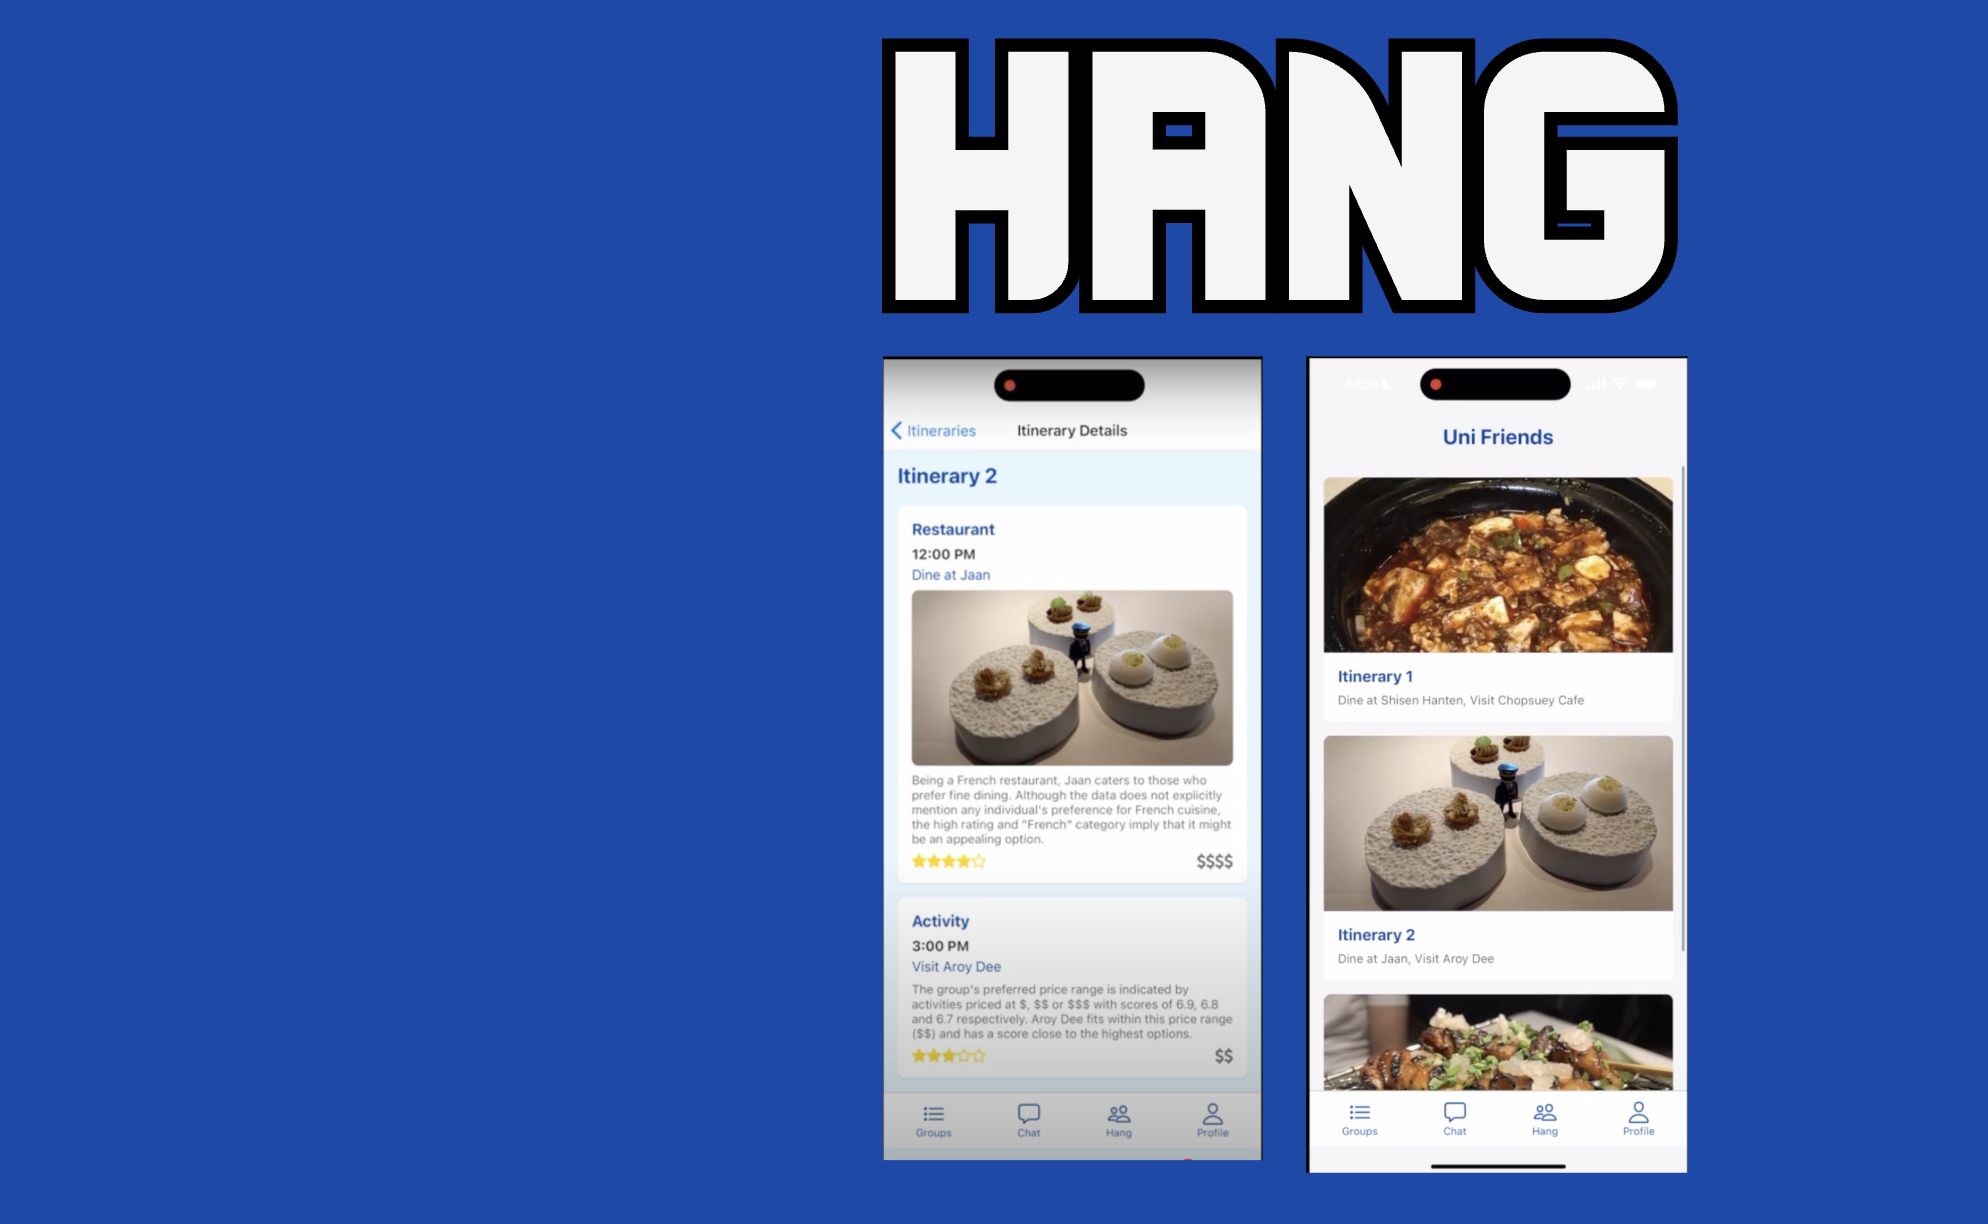 HANG
Itineraries
Itinerary Details
Itinerary 2
Restaurant
12:00 PM
Dine at Jaan
Being a French restaurant, Jaan caters to those who
prefer fine dining. Although the data does not explicitly
mention any individual's preference for French cuisine,
the high rating and "French" category imply that it might
be an appealing option.
$$$$
Activity
3:00 PM
Visit Aroy Dee
The group's preferred price range is indicated by
activities priced at $, $$ or $$$ with scores of 6.9, 6.8
and 6.7 respectively. Aroy Dee fits within this price range
($$) and has a score close to the highest options.
$$
Groups
Chat
Hang
Profile
4:08
Uni Friends
Itinerary 1
Dine at Shisen Hanten, Visit Chopsuey Cafe
Itinerary 2
Dine at Jaan, Visit Aroy Dee
Groups
Chat
Hang
Profile